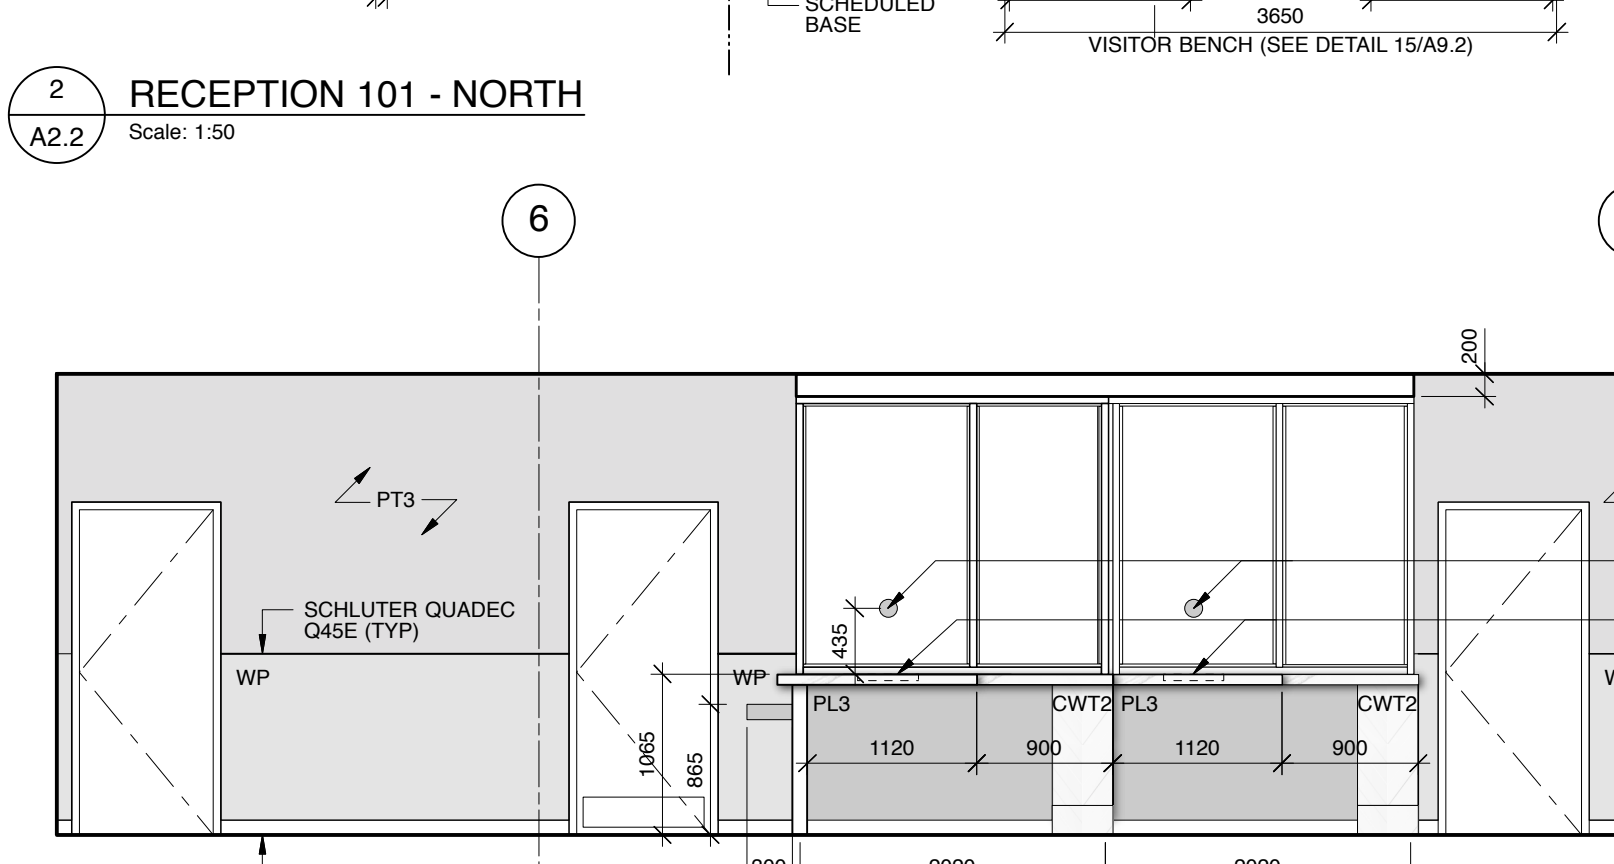 SCHEDULED
BASE
3650
VISITOR BENCH (SEE DETAIL 15/A9.2)
2
A2.2
RECEPTION 101 - NORTH
Scale: 1:50
6
200
PT3
SCHLUTER QUADEC
Q45E (TYP)
435
WP
WP
PL3
CWT2
PL3
CWT2
1120
900
1120
900
1065
865